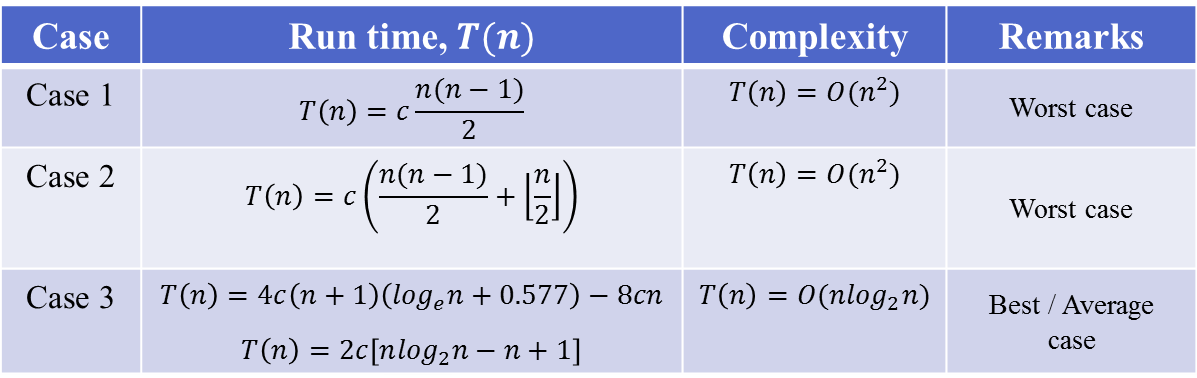 Case Run time, T(n) Complexity Remarks
Case 1 T(n) = c n(n − 1)/2 T(n) = O(n²) Worst case
Case 2 T(n) = c (n(n − 1)/2 + ⌊n/2⌋) T(n) = O(n²) Worst case
Case 3 T(n) = 4c(n + 1)(logₑn + 0.577) − 8cn T(n) = O(nlog₂n) Best / Average
case
T(n) = 2c[nlog₂n − n + 1]